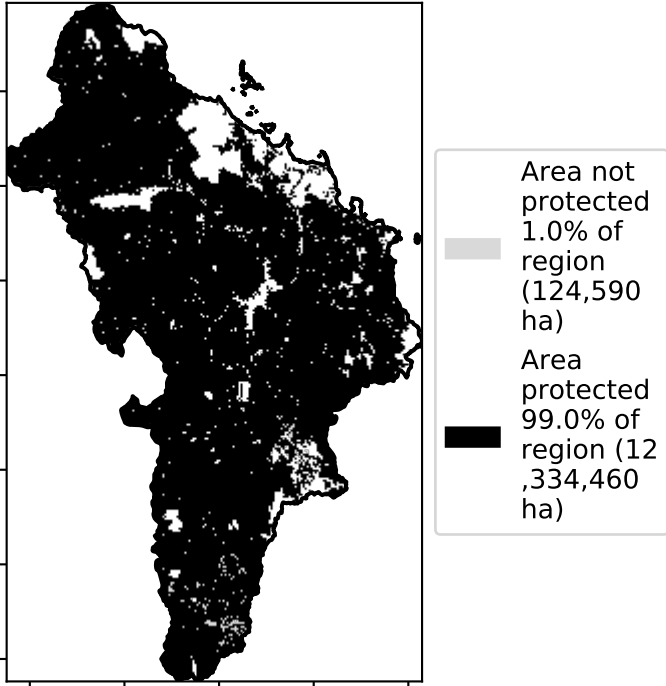 Area not
protected
1.0% of
region
(124,590
ha)
Area
protected
99.0% of
region (12
,334,460
ha)